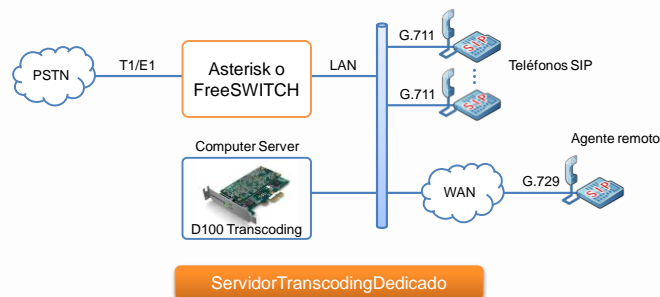 PSTN
T1/E1
Asterisk o
FreeSWITCH
LAN
G.711
S.I.P
Teléfonos SIP
G.711
S.I.P
Computer Server
D100 Transcoding
WAN
G.729
Agente remoto
S.I.P
ServidorTranscodingDedicado